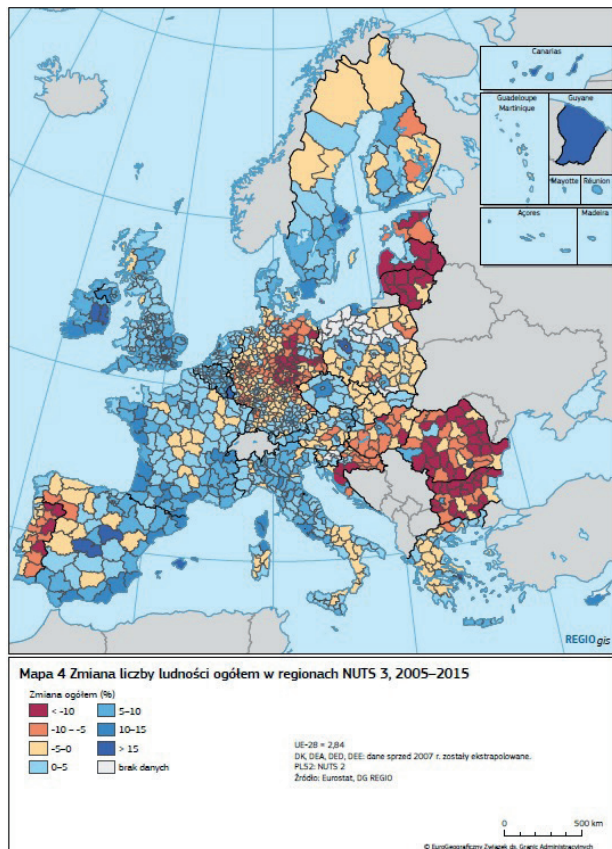 Canarias
Guadeloupe
Martinique
Guyane
Mayotte
Réunion
Açores
Madeira
REGIOgis
Mapa 4 Zmiana liczby ludności ogółem w regionach NUTS 3, 2005–2015
Zmiana ogółem (%)
< -10
-10 – -5
-5–0
0–5
5–10
10–15
> 15
brak danych
UE-28 = 2,84
DK, DEA, DED, DEE: dane sprzed 2007 r. zostały ekstrapolowane.
PL52: NUTS 2
Źródło: Eurostat, DG REGIO
0 500 km
© EuroGeograficzny Związek ds. Granic Administracyjnych